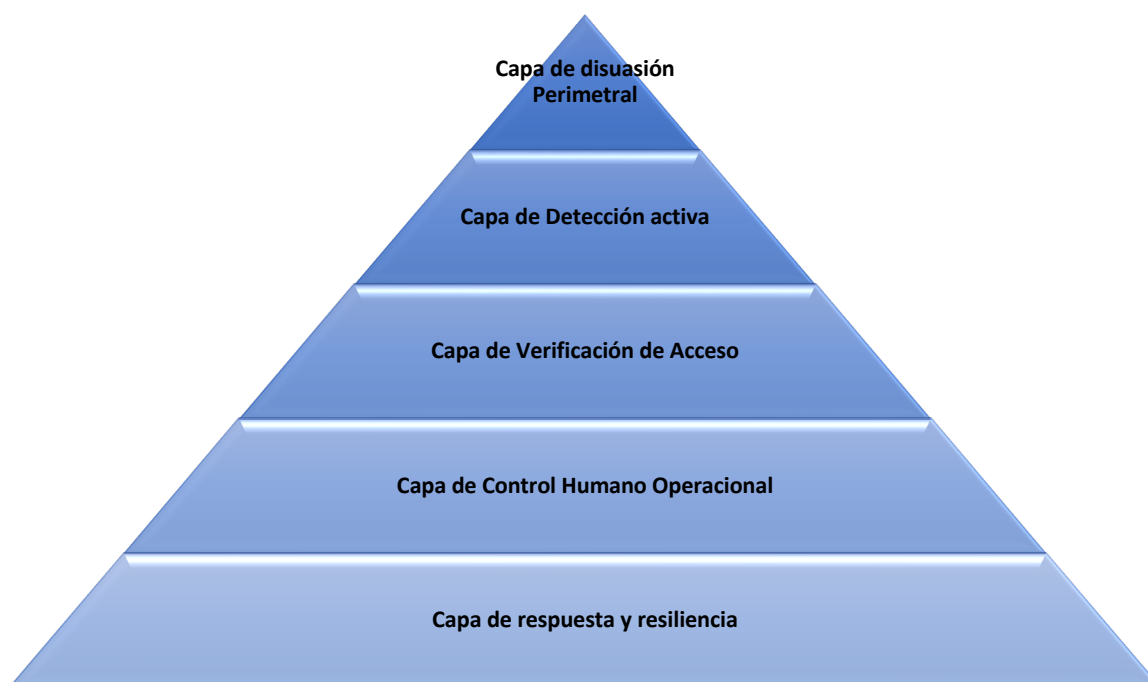 Capa de disuasión
Perimetral
Capa de Detección activa
Capa de Verificación de Acceso
Capa de Control Humano Operacional
Capa de respuesta y resiliencia